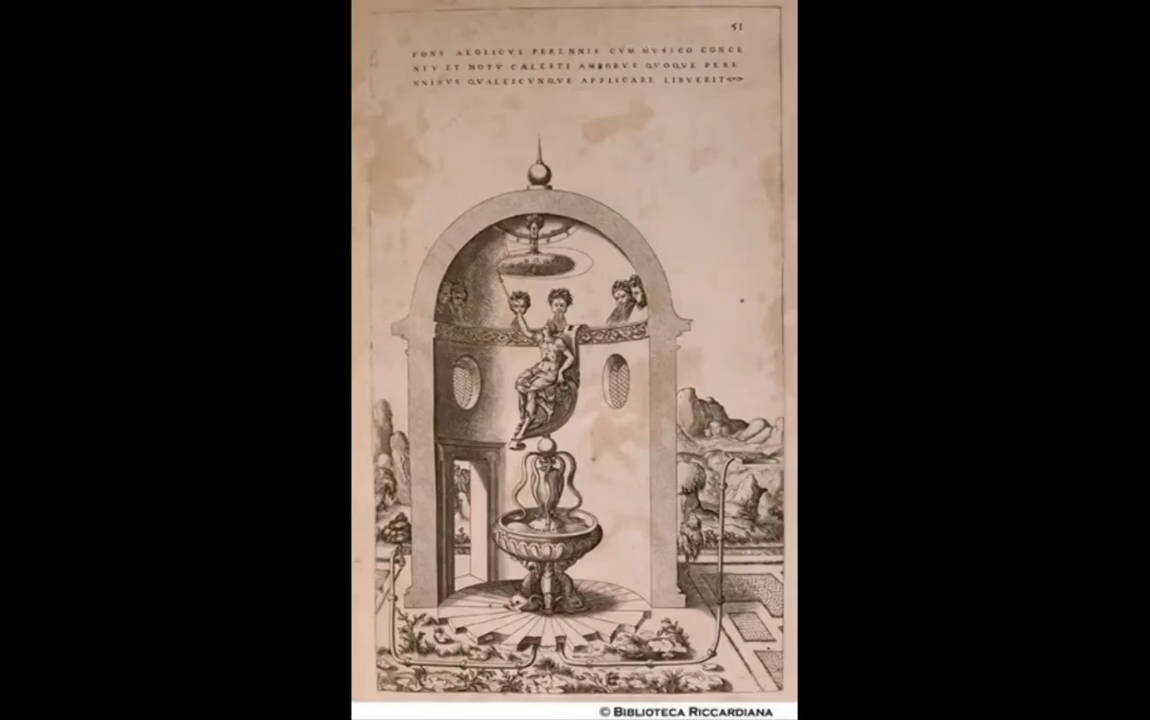 51
FONS AEOLICVS PERENNIS CVM MVSICO CONCE
NTV ET MOTV CÆLESTI AMBOBVS QVOQVE PERE
NNIBVS QVALESCVNQVE APPLICARE LIBVERIT
© BIBLIOTECA RICCARDIANA